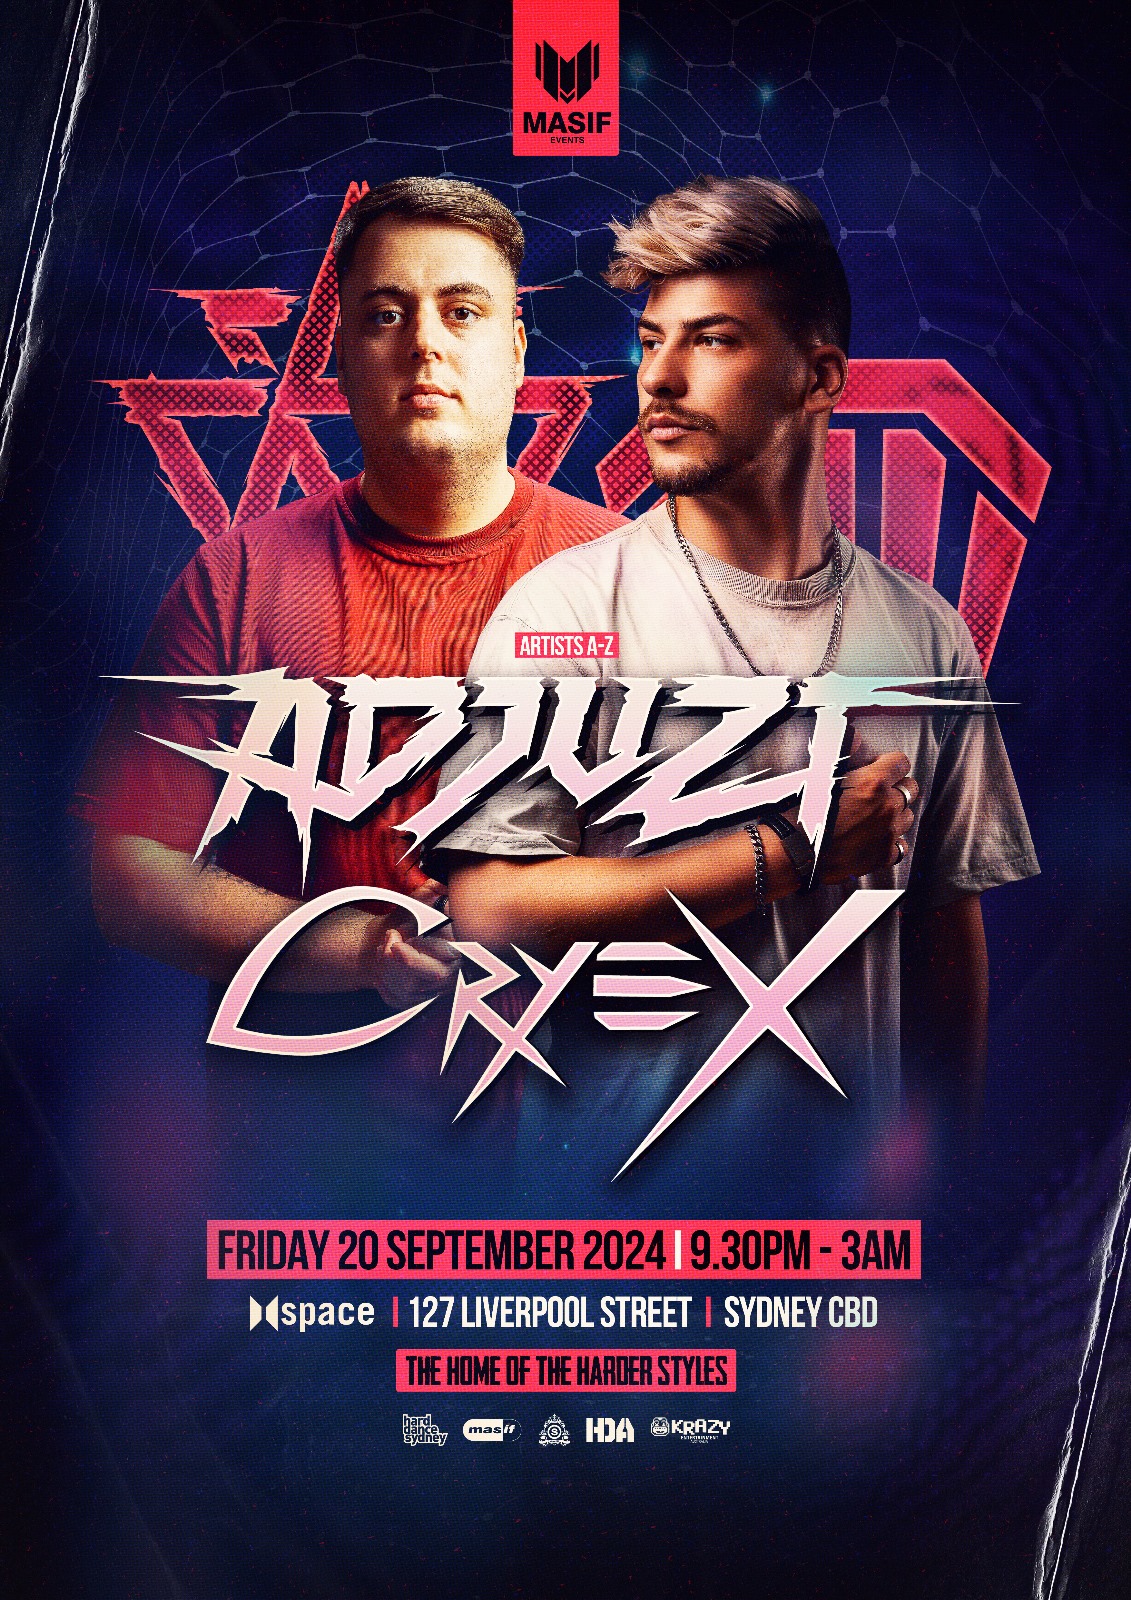 MASIF
EVENTS
ARTISTS A-Z
ADJUZT
CRYEX
FRIDAY 20 SEPTEMBER 2024 | 9.30PM - 3AM
space | 127 LIVERPOOL STREET | SYDNEY CBD
THE HOME OF THE HARDER STYLES
hard dance sydney masif S HDA KRAZY
ENTERTAINMENT